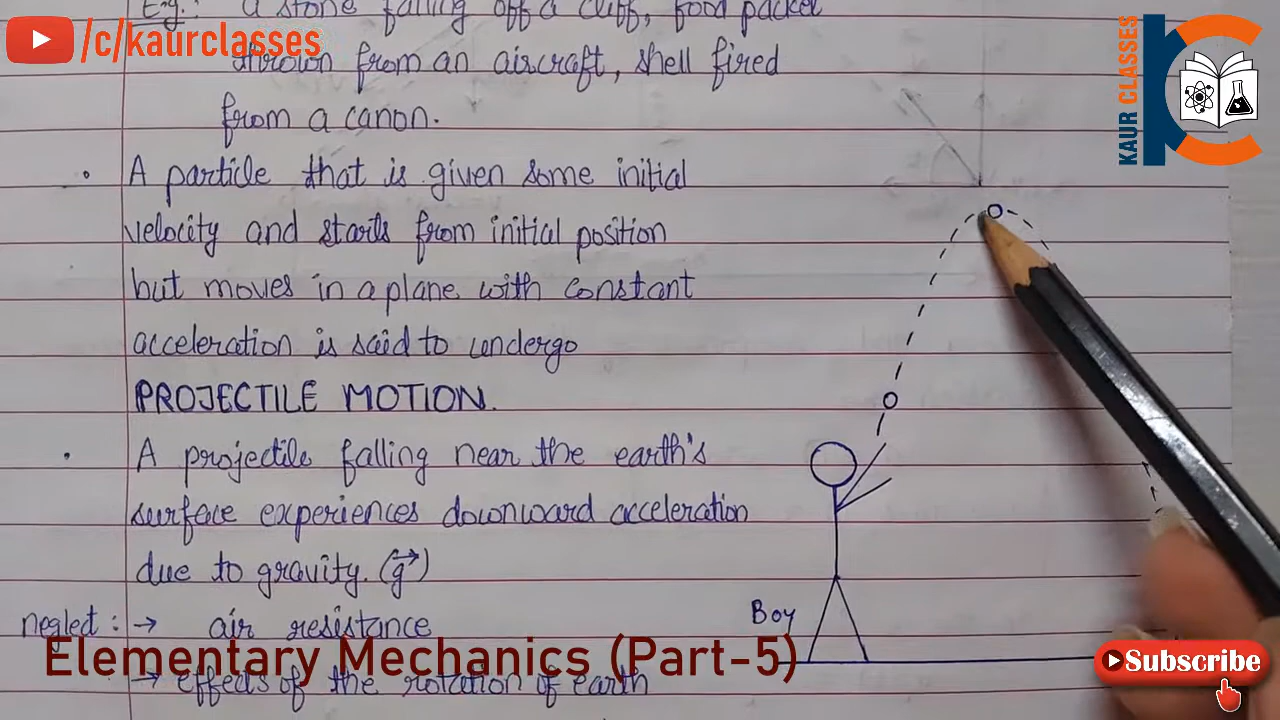 Eg.: a stone falling off a cliff, food packet
/c/kaurclasses
thrown from an aircraft, shell fired
from a canon.
KAUR CLASSES
• A particle that is given some initial
velocity and starts from initial position
but moves in a plane with constant
acceleration is said to undergo
PROJECTILE MOTION.
• A projectile falling near the earth's
surface experiences downward acceleration
due to gravity. (g⃗)
neglect : → air resistance
Boy
Elementary Mechanics (Part-5)
→ effects of the rotation of earth
Subscribe